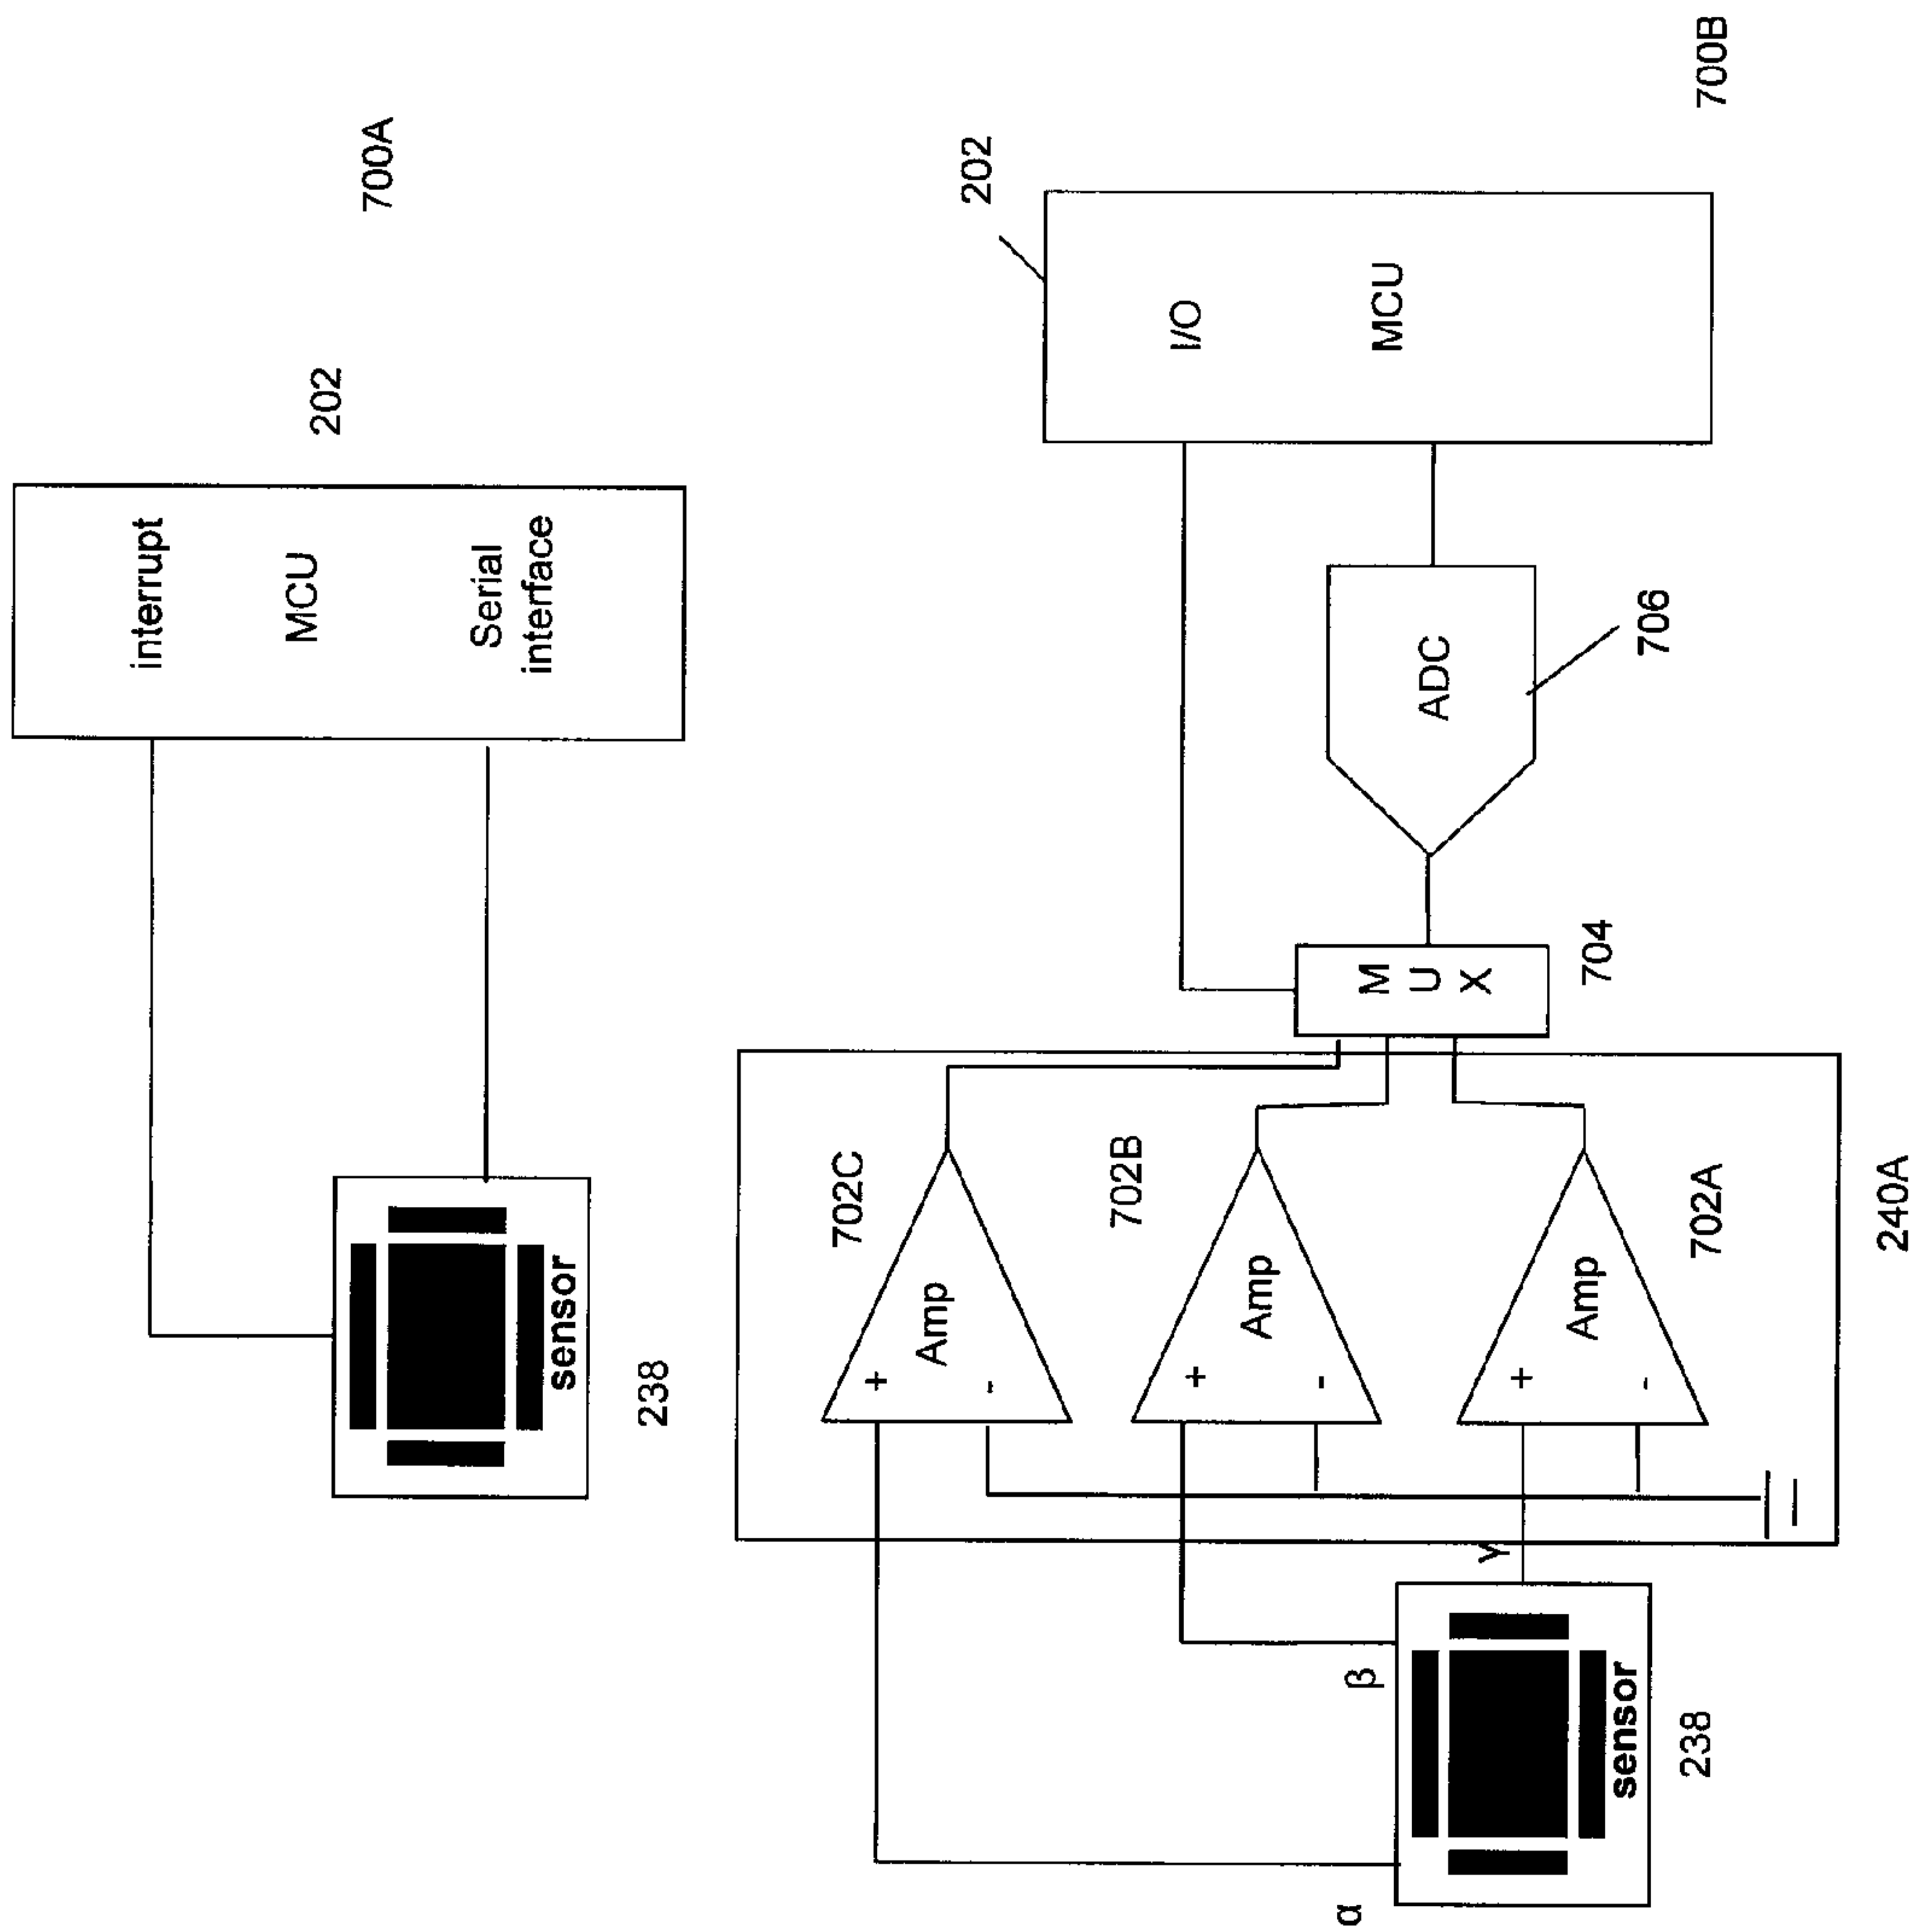 700A
202
interrupt
MCU
Serial
interface
sensor
238
700B
202
I/O
MCU
ADC
706
M
U
X
704
702C
Amp
+
-
702B
Amp
+
-
702A
Amp
+
-
240A
α
β
γ
sensor
238